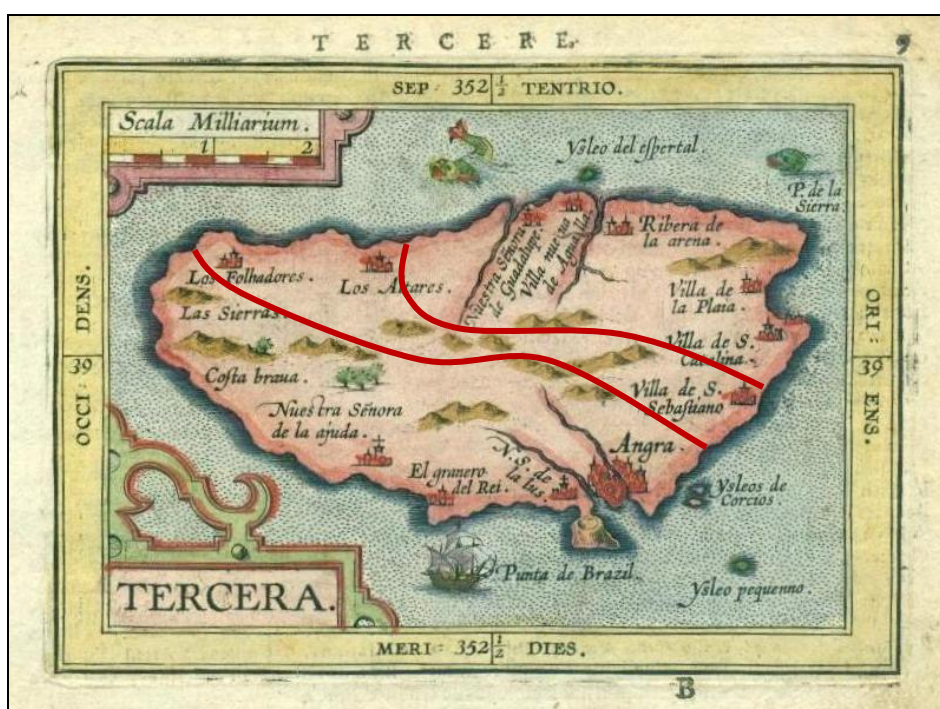 TERCERE.
9
SEP: 352 1/2 TENTRIO.
Scala Milliarium.
1 2
Ysleo del espertal.
P. de la
Sierra.
Nuestra Señora
de Guadalupe.
Villa nueua
de Agualua.
Ribera de
la arena.
Los Folhadores.
Los Altares.
Villa de
la Plaia.
Las Sierras.
Villa de S.
Catelina.
OCCI: 39 DENS.
ORI: 39 ENS.
Costa braua.
Villa de S.
Sebastiano
Nuestra Señora
de la ajuda.
Angra.
N. S. de
la lus.
El granero
del Rei.
Ysleos de
Corcios.
Punta de Brazil.
Ysleo pequenno.
TERCERA.
MERI: 352 1/2 DIES.
B